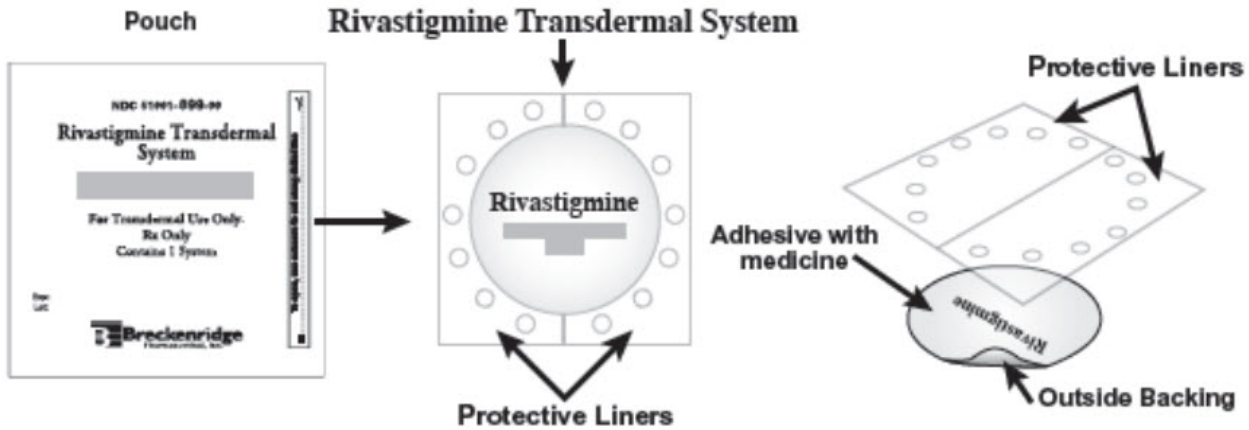 Pouch
Rivastigmine Transdermal System
Rivastigmine Transdermal
System
For Transdermal Use Only.
Rx Only
Contains 1 System
Breckenridge
Rivastigmine
Protective Liners
Protective Liners
Adhesive with
medicine
Rivastigmine
Outside Backing